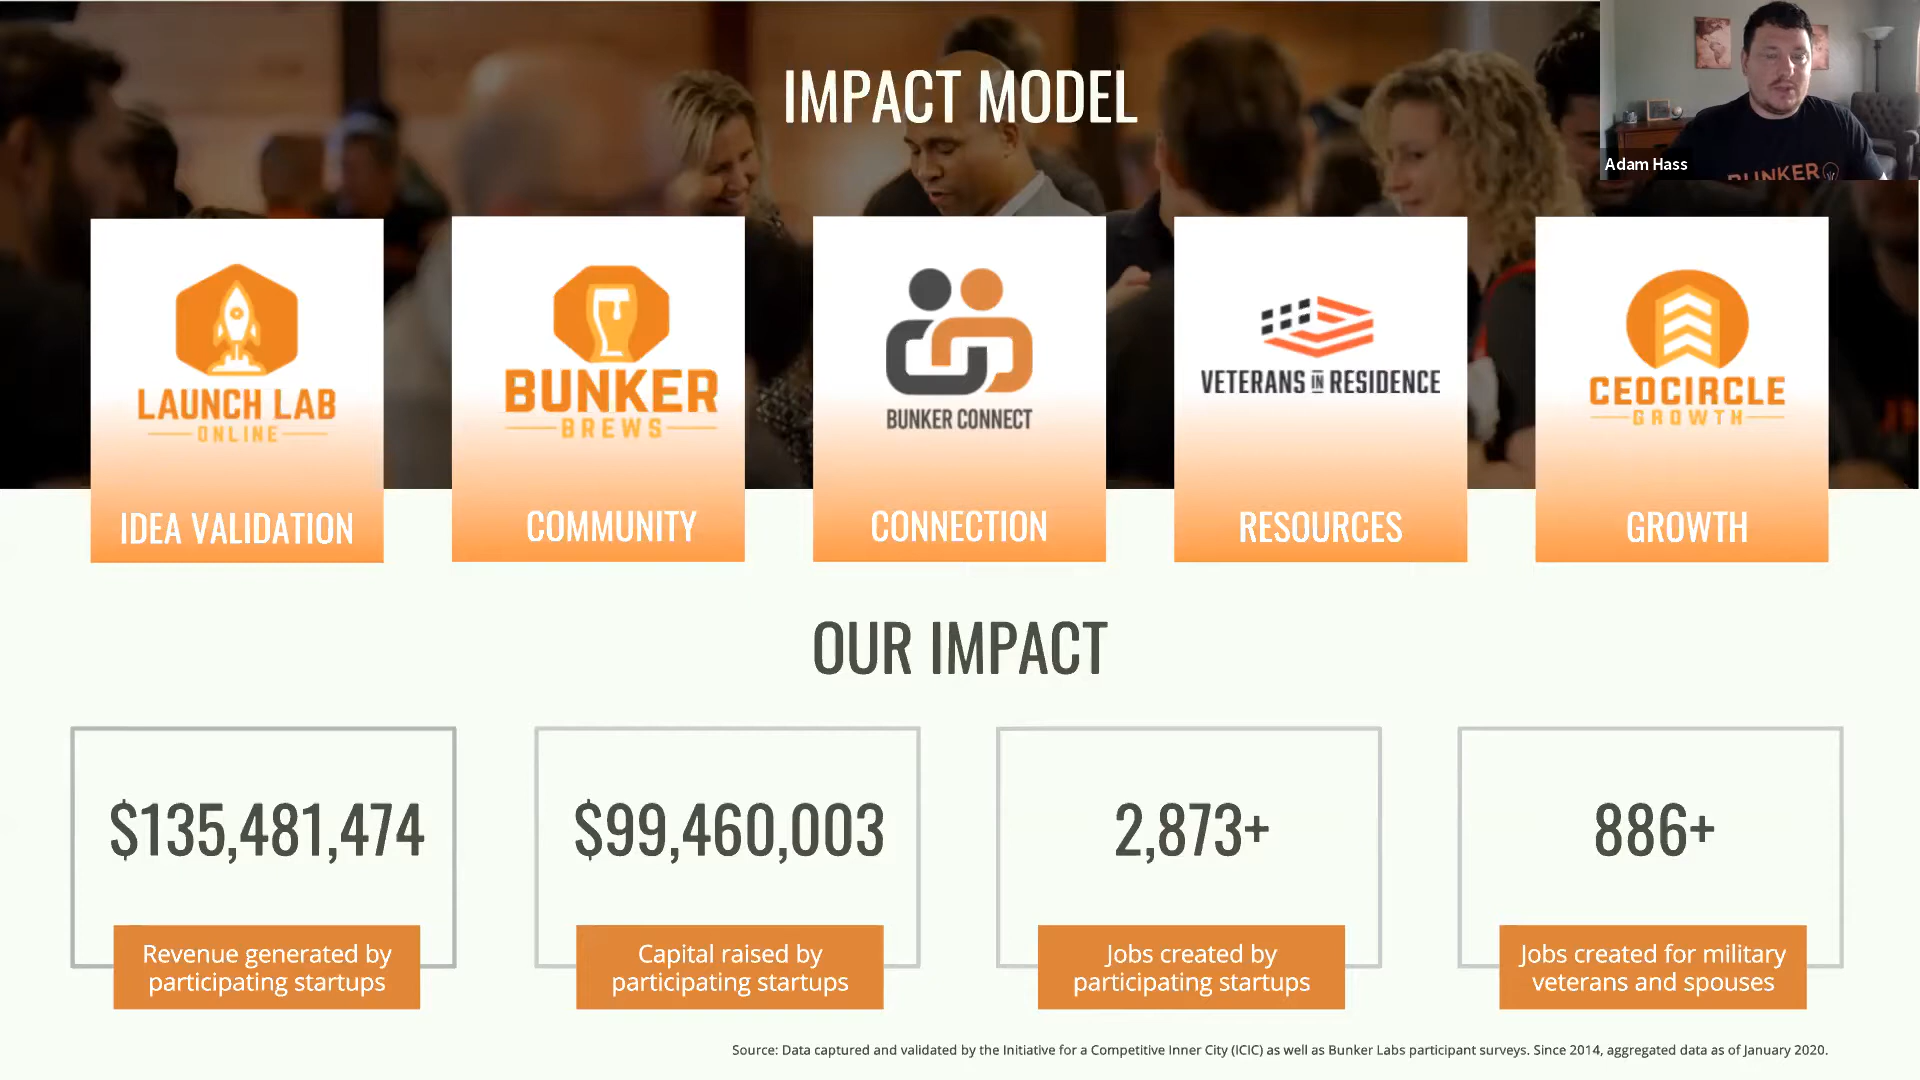 IMPACT MODEL
Adam Hass
BUNKER
LAUNCH LAB
ONLINE
IDEA VALIDATION
BUNKER
BREWS
COMMUNITY
BUNKER CONNECT
CONNECTION
VETERANS IN RESIDENCE
RESOURCES
CEOCIRCLE
GROWTH
GROWTH
OUR IMPACT
$135,481,474
Revenue generated by
participating startups
$99,460,003
Capital raised by
participating startups
2,873+
Jobs created by
participating startups
886+
Jobs created for military
veterans and spouses
Source: Data captured and validated by the Initiative for a Competitive Inner City (ICIC) as well as Bunker Labs participant surveys. Since 2014, aggregated data as of January 2020.